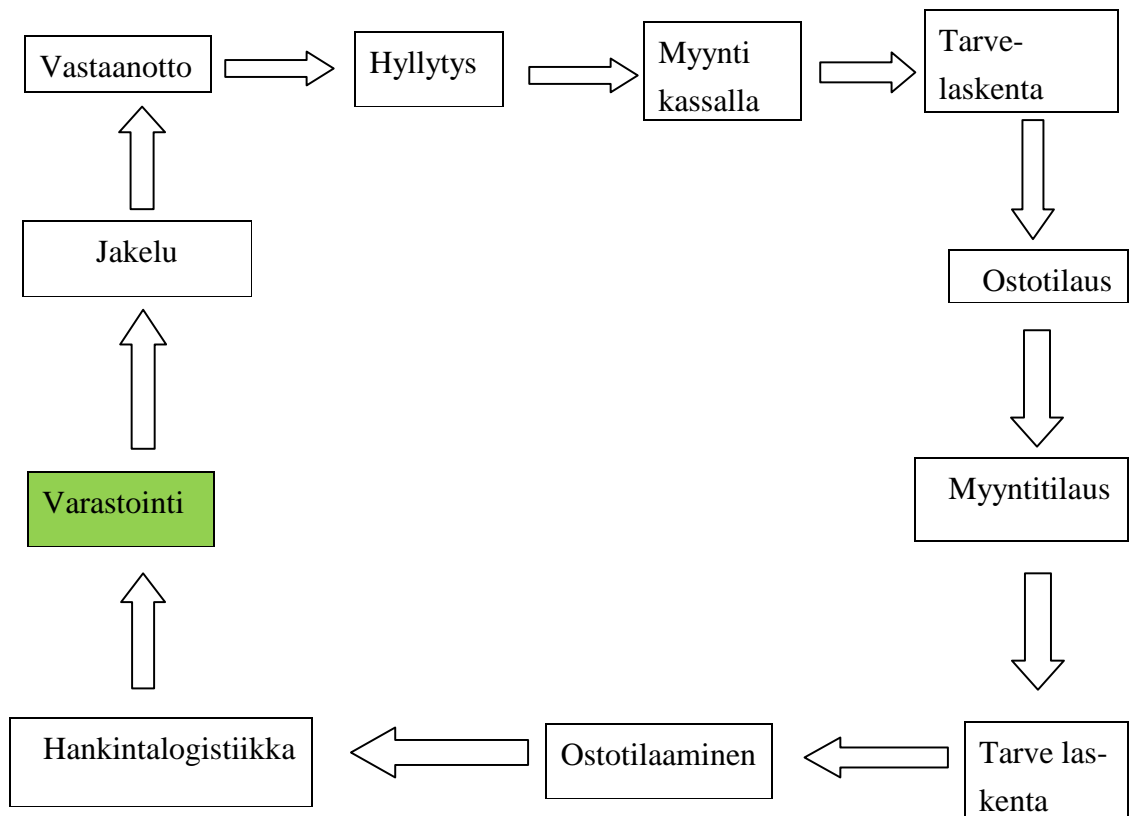 Vastaanotto
Hyllytys
Myynti
kassalla
Tarve-
laskenta
Jakelu
Ostotilaus
Varastointi
Myyntitilaus
Hankintalogistiikka
Ostotilaaminen
Tarve las-
kenta